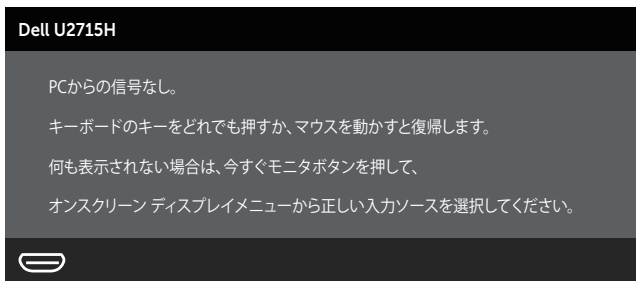 Dell U2715H
PCからの信号なし。
キーボードのキーをどれでも押すか、マウスを動かすと復帰します。
何も表示されない場合は、今すぐモニタボタンを押して、
オンスクリーン ディスプレイメニューから正しい入力ソースを選択してください。